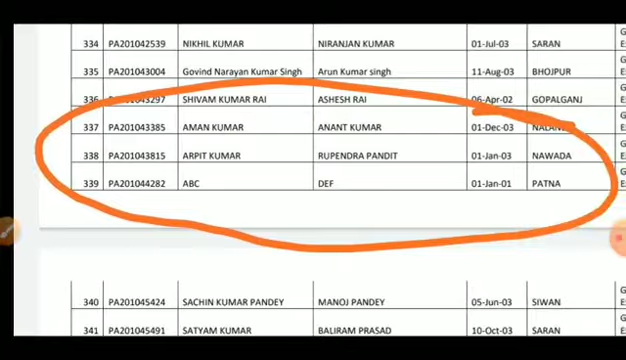 334 PA201042539 NIKHIL KUMAR NIRANJAN KUMAR 01-Jul-03 SARAN G
335 PA201043004 Govind Narayan Kumar Singh Arun Kumar singh 11-Aug-03 BHOJPUR G E
336 PA201043297 SHIVAM KUMAR RAI ASHESH RAI 06-Apr-02 GOPALGANJ G E
337 PA201043385 AMAN KUMAR ANANT KUMAR 01-Dec-03 NALANDA G E
338 PA201043815 ARPIT KUMAR RUPENDRA PANDIT 01-Jan-03 NAWADA G E
339 PA201044282 ABC DEF 01-Jan-01 PATNA G E
340 PA201045424 SACHIN KUMAR PANDEY MANOJ PANDEY 05-Jun-03 SIWAN G E
341 PA201045491 SATYAM KUMAR BALIRAM PRASAD 10-Oct-03 SARAN G E